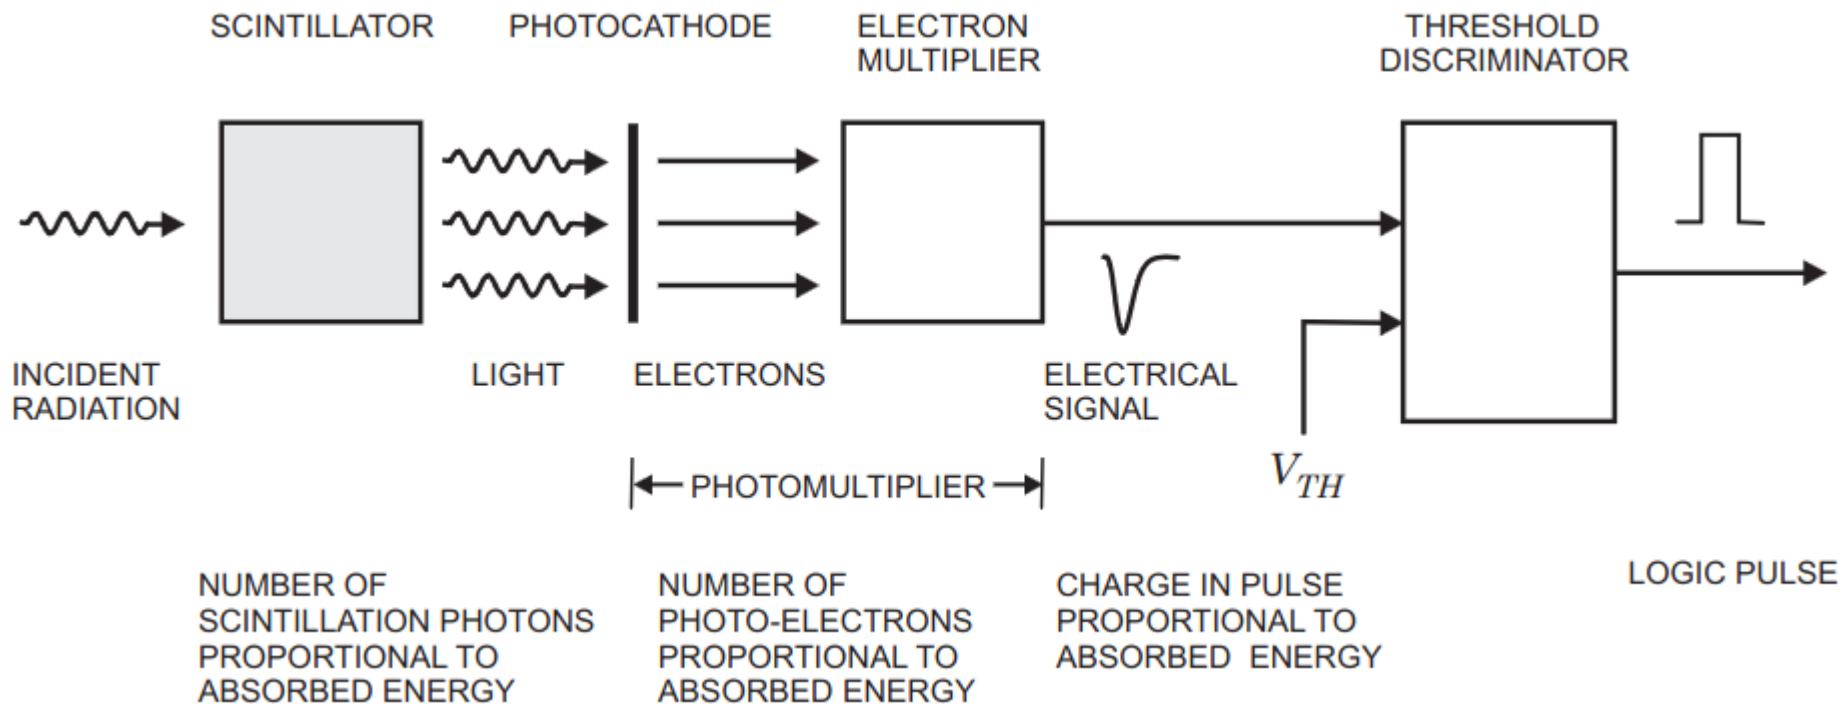 SCINTILLATOR
PHOTOCATHODE
ELECTRON
MULTIPLIER
THRESHOLD
DISCRIMINATOR
INCIDENT
RADIATION
LIGHT
ELECTRONS
ELECTRICAL
SIGNAL
V_TH
PHOTOMULTIPLIER
NUMBER OF
SCINTILLATION PHOTONS
PROPORTIONAL TO
ABSORBED ENERGY
NUMBER OF
PHOTO-ELECTRONS
PROPORTIONAL TO
ABSORBED ENERGY
CHARGE IN PULSE
PROPORTIONAL TO
ABSORBED ENERGY
LOGIC PULSE